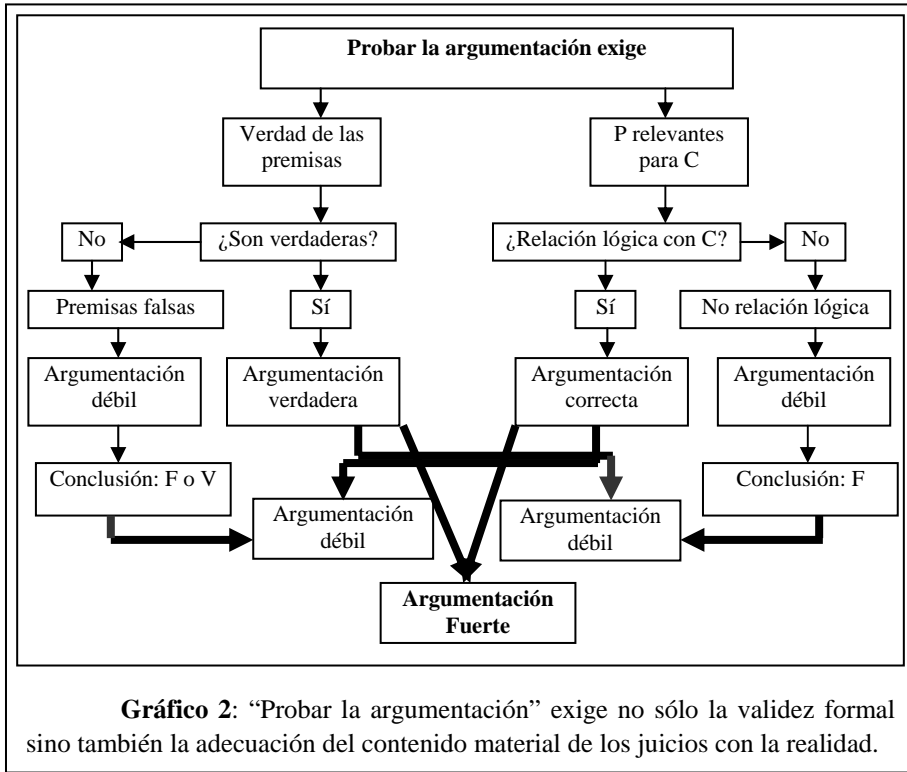 Probar la argumentación exige
Verdad de las
premisas
P relevantes
para C
No
¿Son verdaderas?
¿Relación lógica con C?
No
Premisas falsas
Sí
Sí
No relación lógica
Argumentación
débil
Argumentación
verdadera
Argumentación
correcta
Argumentación
débil
Conclusión: F o V
Conclusión: F
Argumentación
débil
Argumentación
débil
Argumentación
Fuerte
Gráfico 2: “Probar la argumentación” exige no sólo la validez formal
sino también la adecuación del contenido material de los juicios con la realidad.